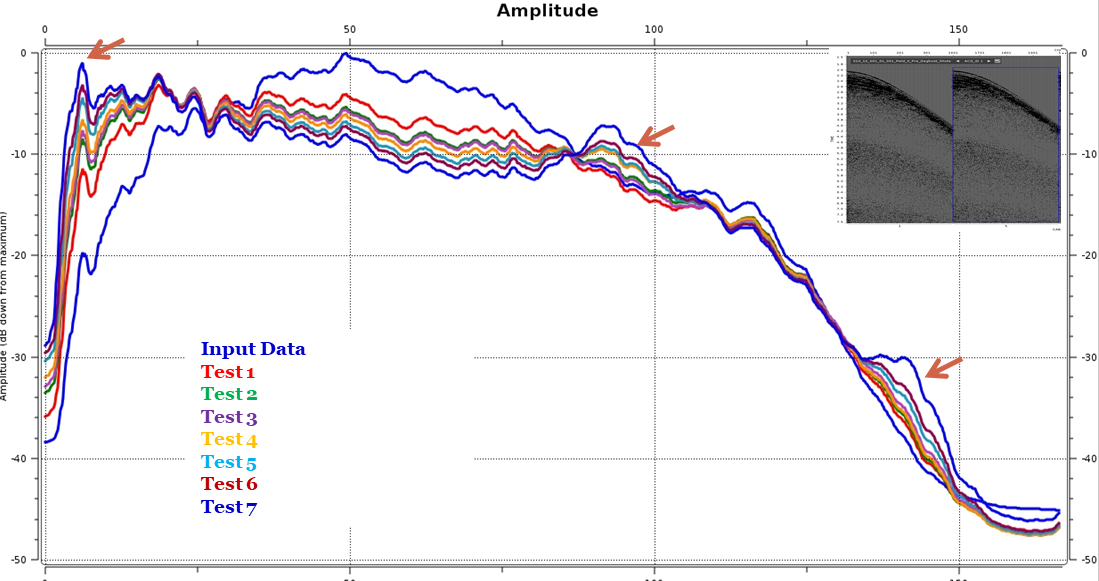 Amplitude
0 50 100 150
0 0
-10 -10
-20 -20
-30 -30
-40 -40
-50 -50
Amplitude (dB down from maximum)
Input Data
Test 1
Test 2
Test 3
Test 4
Test 5
Test 6
Test 7